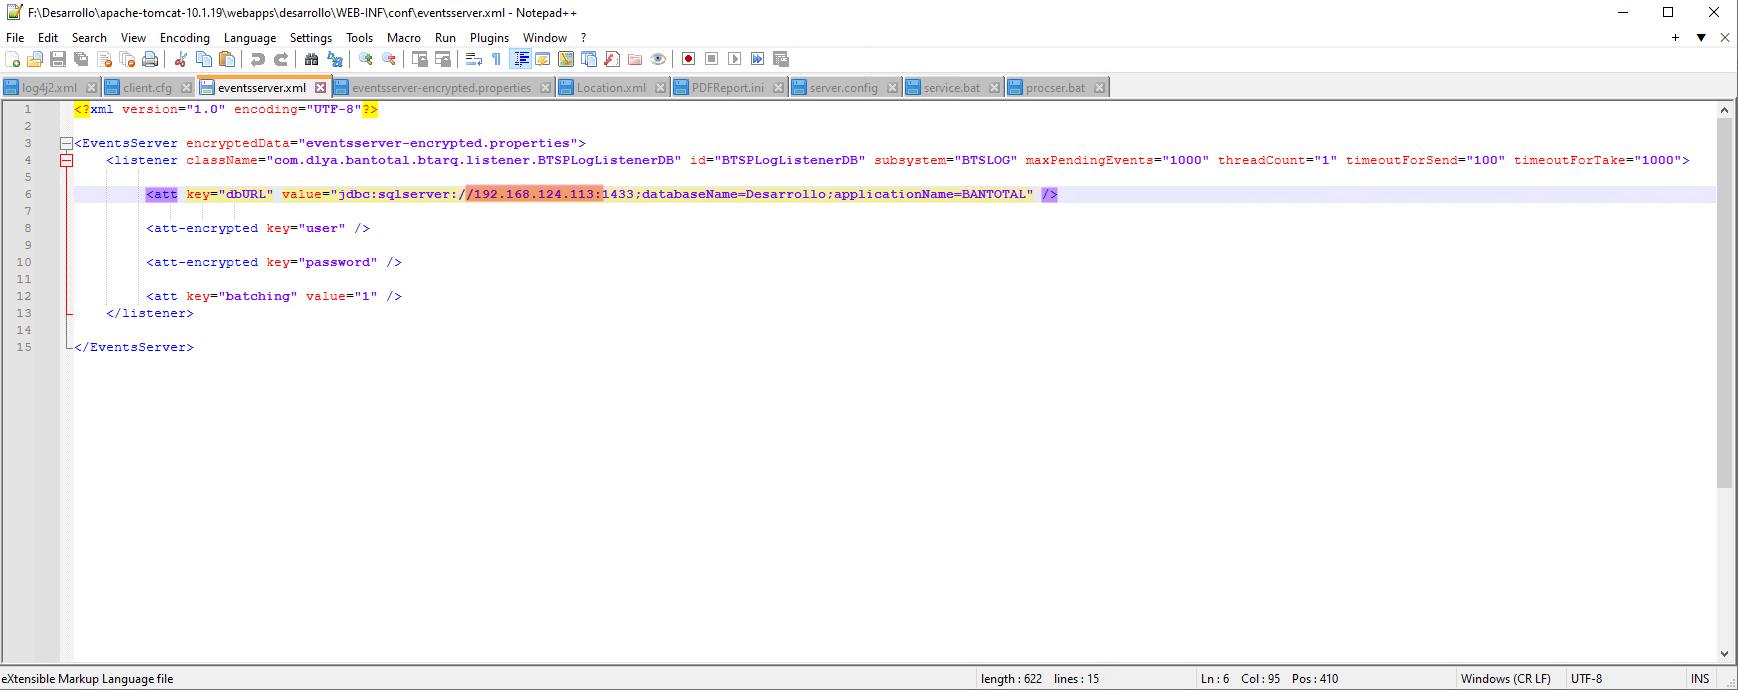 F:\Desarrollo\apache-tomcat-10.1.19\webapps\desarrollo\WEB-INF\conf\eventsserver.xml - Notepad++
File Edit Search View Encoding Language Settings Tools Macro Run Plugins Window ?
log4j2.xml client.cfg eventsserver.xml eventsserver-encrypted.properties Location.xml PDFReport.ini server.config service.bat procser.bat
1 <?xml version="1.0" encoding="UTF-8"?>
2
3 <EventsServer encryptedData="eventsserver-encrypted.properties">
4 <listener className="com.dlya.bantotal.btarq.listener.BTSPLogListenerDB" id="BTSPLogListenerDB" subsystem="BTSLOG" maxPendingEvents="1000" threadCount="1" timeoutForSend="100" timeoutForTake="1000">
5
6 <att key="dbURL" value="jdbc:sqlserver://192.168.124.113:1433;databaseName=Desarrollo;applicationName=BANTOTAL" />
7
8 <att-encrypted key="user" />
9
10 <att-encrypted key="password" />
11
12 <att key="batching" value="1" />
13 </listener>
14
15 </EventsServer>
eXtensible Markup Language file length : 622 lines : 15 Ln : 6 Col : 95 Pos : 410 Windows (CR LF) UTF-8 INS